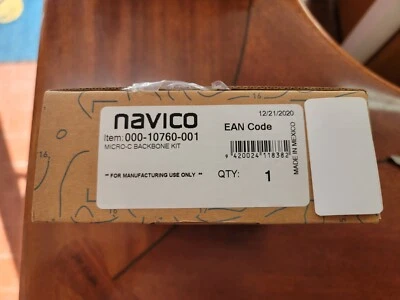 navico
12/21/2020
Item: 000-10760-001
EAN Code
MICRO-C BACKBONE KIT
9 420024 118382
** FOR MANUFACTURING USE ONLY **
QTY: 1
MADE IN MEXICO
16